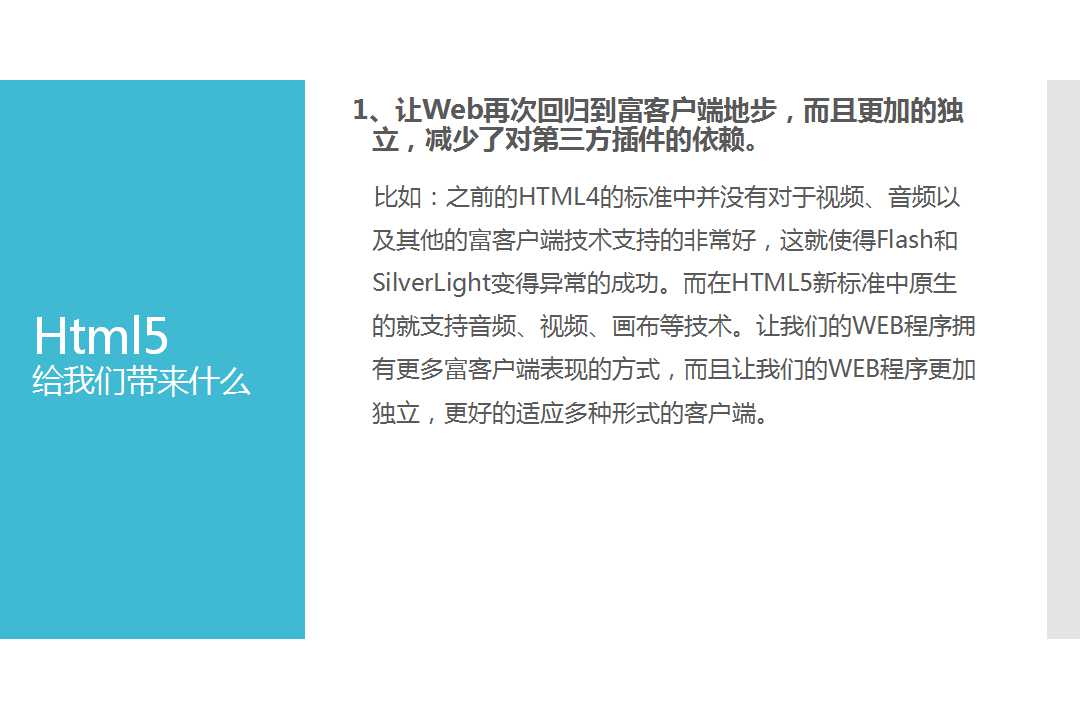 Html5
给我们带来什么
1、让Web再次回归到富客户端地步，而且更加的独
立，减少了对第三方插件的依赖。
比如：之前的HTML4的标准中并没有对于视频、音频以
及其他的富客户端技术支持的非常好，这就使得Flash和
SilverLight变得异常的成功。而在HTML5新标准中原生
的就支持音频、视频、画布等技术。让我们的WEB程序拥
有更多富客户端表现的方式，而且让我们的WEB程序更加
独立，更好的适应多种形式的客户端。